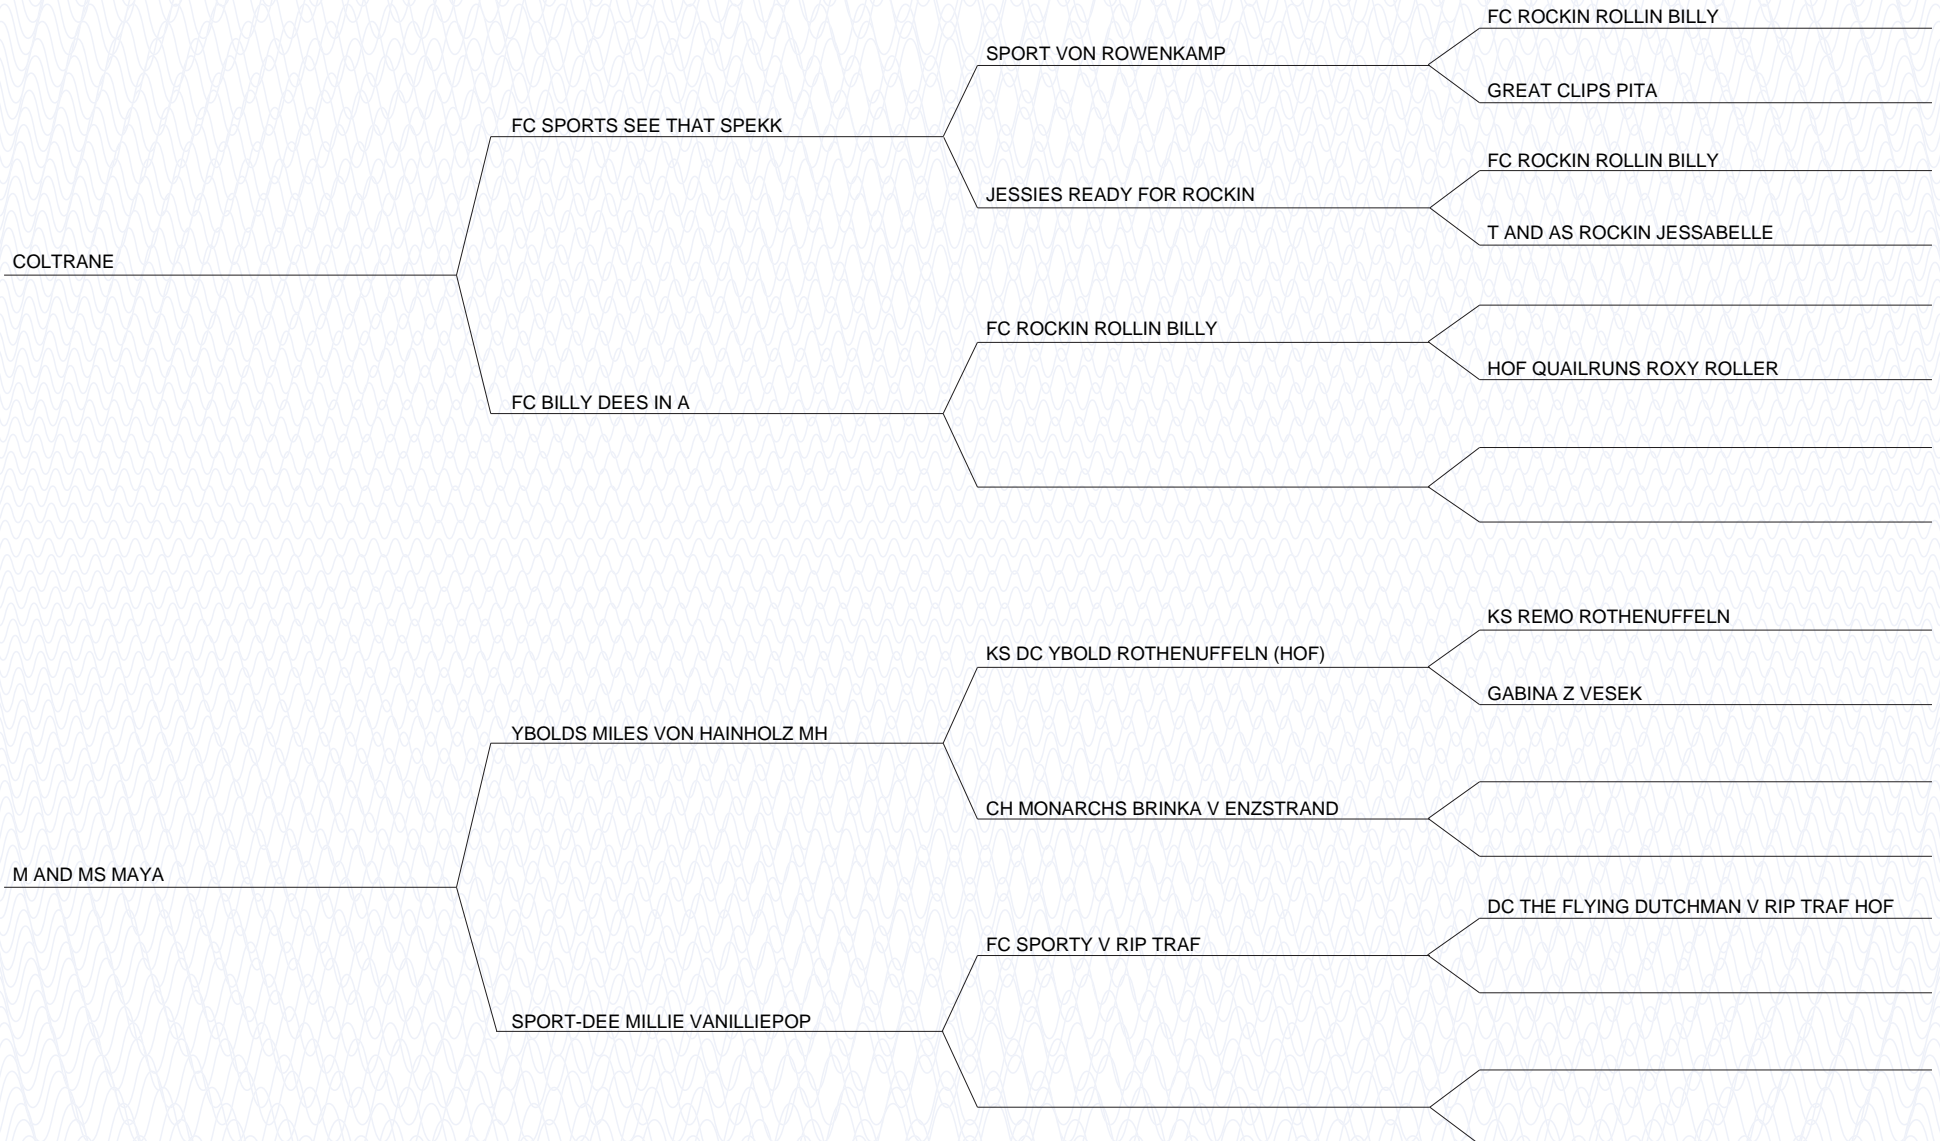 FC ROCKIN ROLLIN BILLY
SPORT VON ROWENKAMP
GREAT CLIPS PITA
FC SPORTS SEE THAT SPEKK
FC ROCKIN ROLLIN BILLY
JESSIES READY FOR ROCKIN
T AND AS ROCKIN JESSABELLE
COLTRANE
FC ROCKIN ROLLIN BILLY
HOF QUAILRUNS ROXY ROLLER
FC BILLY DEES IN A
KS REMO ROTHENUFFELN
KS DC YBOLD ROTHENUFFELN (HOF)
GABINA Z VESEK
YBOLDS MILES VON HAINHOLZ MH
CH MONARCHS BRINKA V ENZSTRAND
M AND MS MAYA
DC THE FLYING DUTCHMAN V RIP TRAF HOF
FC SPORTY V RIP TRAF
SPORT-DEE MILLIE VANILLIEPOP